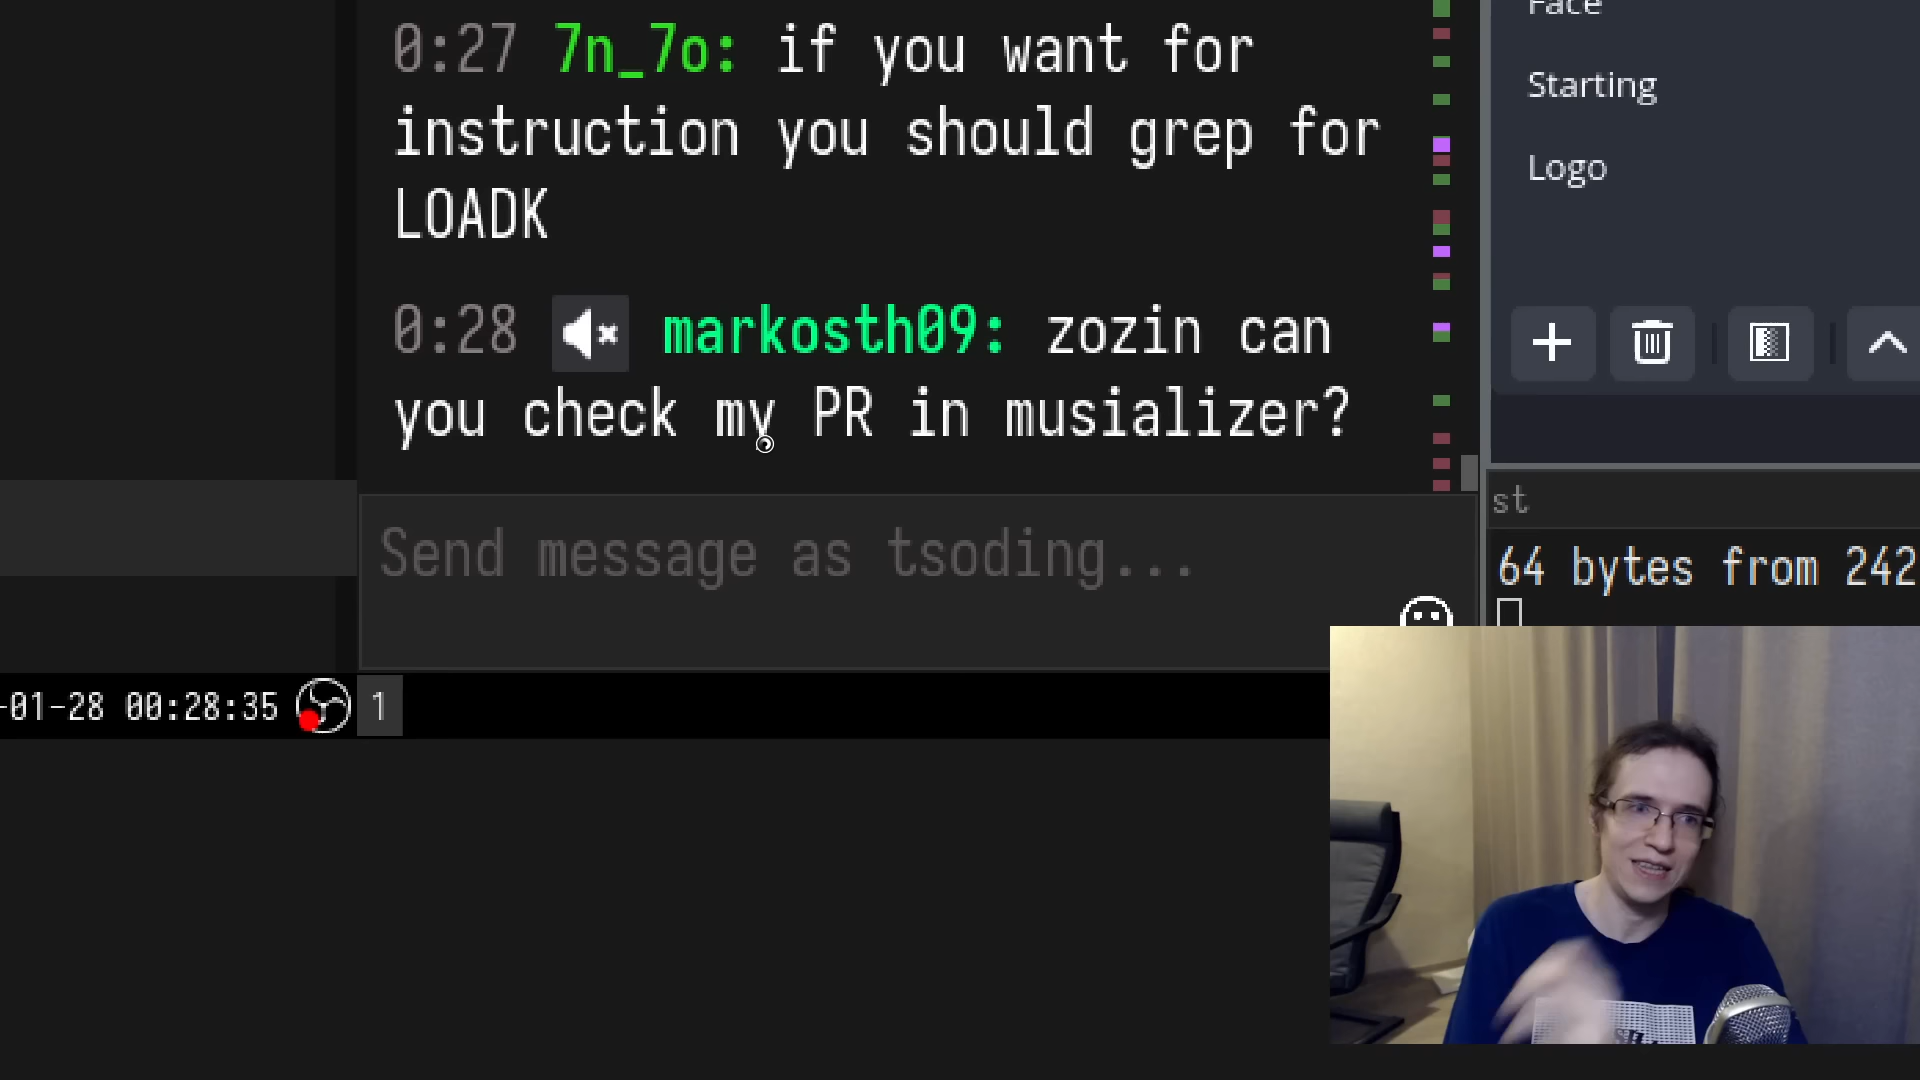 0:27 7n_7o: if you want for
instruction you should grep for
LOADK
0:28 markosth09: zozin can
you check my PR in musializer?
Send message as tsoding...
-01-28 00:28:35 1
Face
Starting
Logo
st
64 bytes from 242